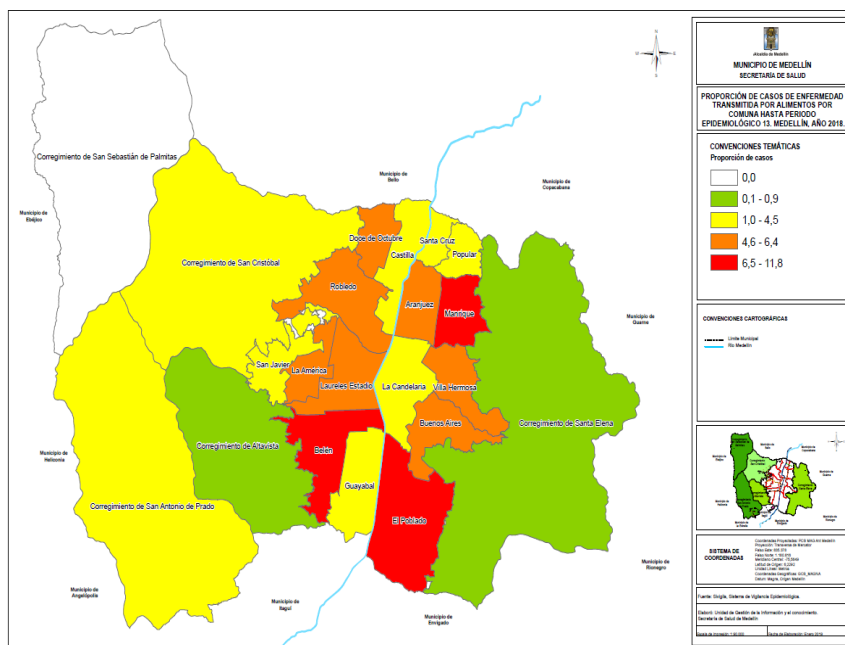 Corregimiento de San Sebastián de Palmitas
Municipio de
Bello
Municipio de
Copacabana
Municipio de
Ebéjico
Doce de Octubre
Santa Cruz
Castilla
Popular
Corregimiento de San Cristóbal
Robledo
Aranjuez
Manrique
Municipio de
Guarne
San Javier
La América
Laureles Estadio
La Candelaria
Villa Hermosa
Buenos Aires
Corregimiento de Santa Elena
Corregimiento de Altavista
Belén
Municipio de
Heliconia
Guayabal
Corregimiento de San Antonio de Prado
El Poblado
Municipio de
Rionegro
Municipio de
Angelópolis
Municipio de
Itagüí
Municipio de
Envigado
Alcaldía de Medellín
MUNICIPIO DE MEDELLÍN
SECRETARÍA DE SALUD
PROPORCIÓN DE CASOS DE ENFERMEDAD
TRANSMITIDA POR ALIMENTOS POR
COMUNA HASTA PERIODO
EPIDEMIOLÓGICO 13. MEDELLÍN, AÑO 2018.
CONVENCIONES TEMÁTICAS
Proporción de casos
0,0
0,1 - 0,9
1,0 - 4,5
4,6 - 6,4
6,5 - 11,8
CONVENCIONES CARTOGRÁFICAS
Límite Municipal
Río Medellín
SISTEMA DE
COORDENADAS
Fuente: Sivigila, Sistema de Vigilancia Epidemiológica.
Elaboró: Unidad de Gestión de la Información y el conocimiento.
Secretaría de Salud de Medellín